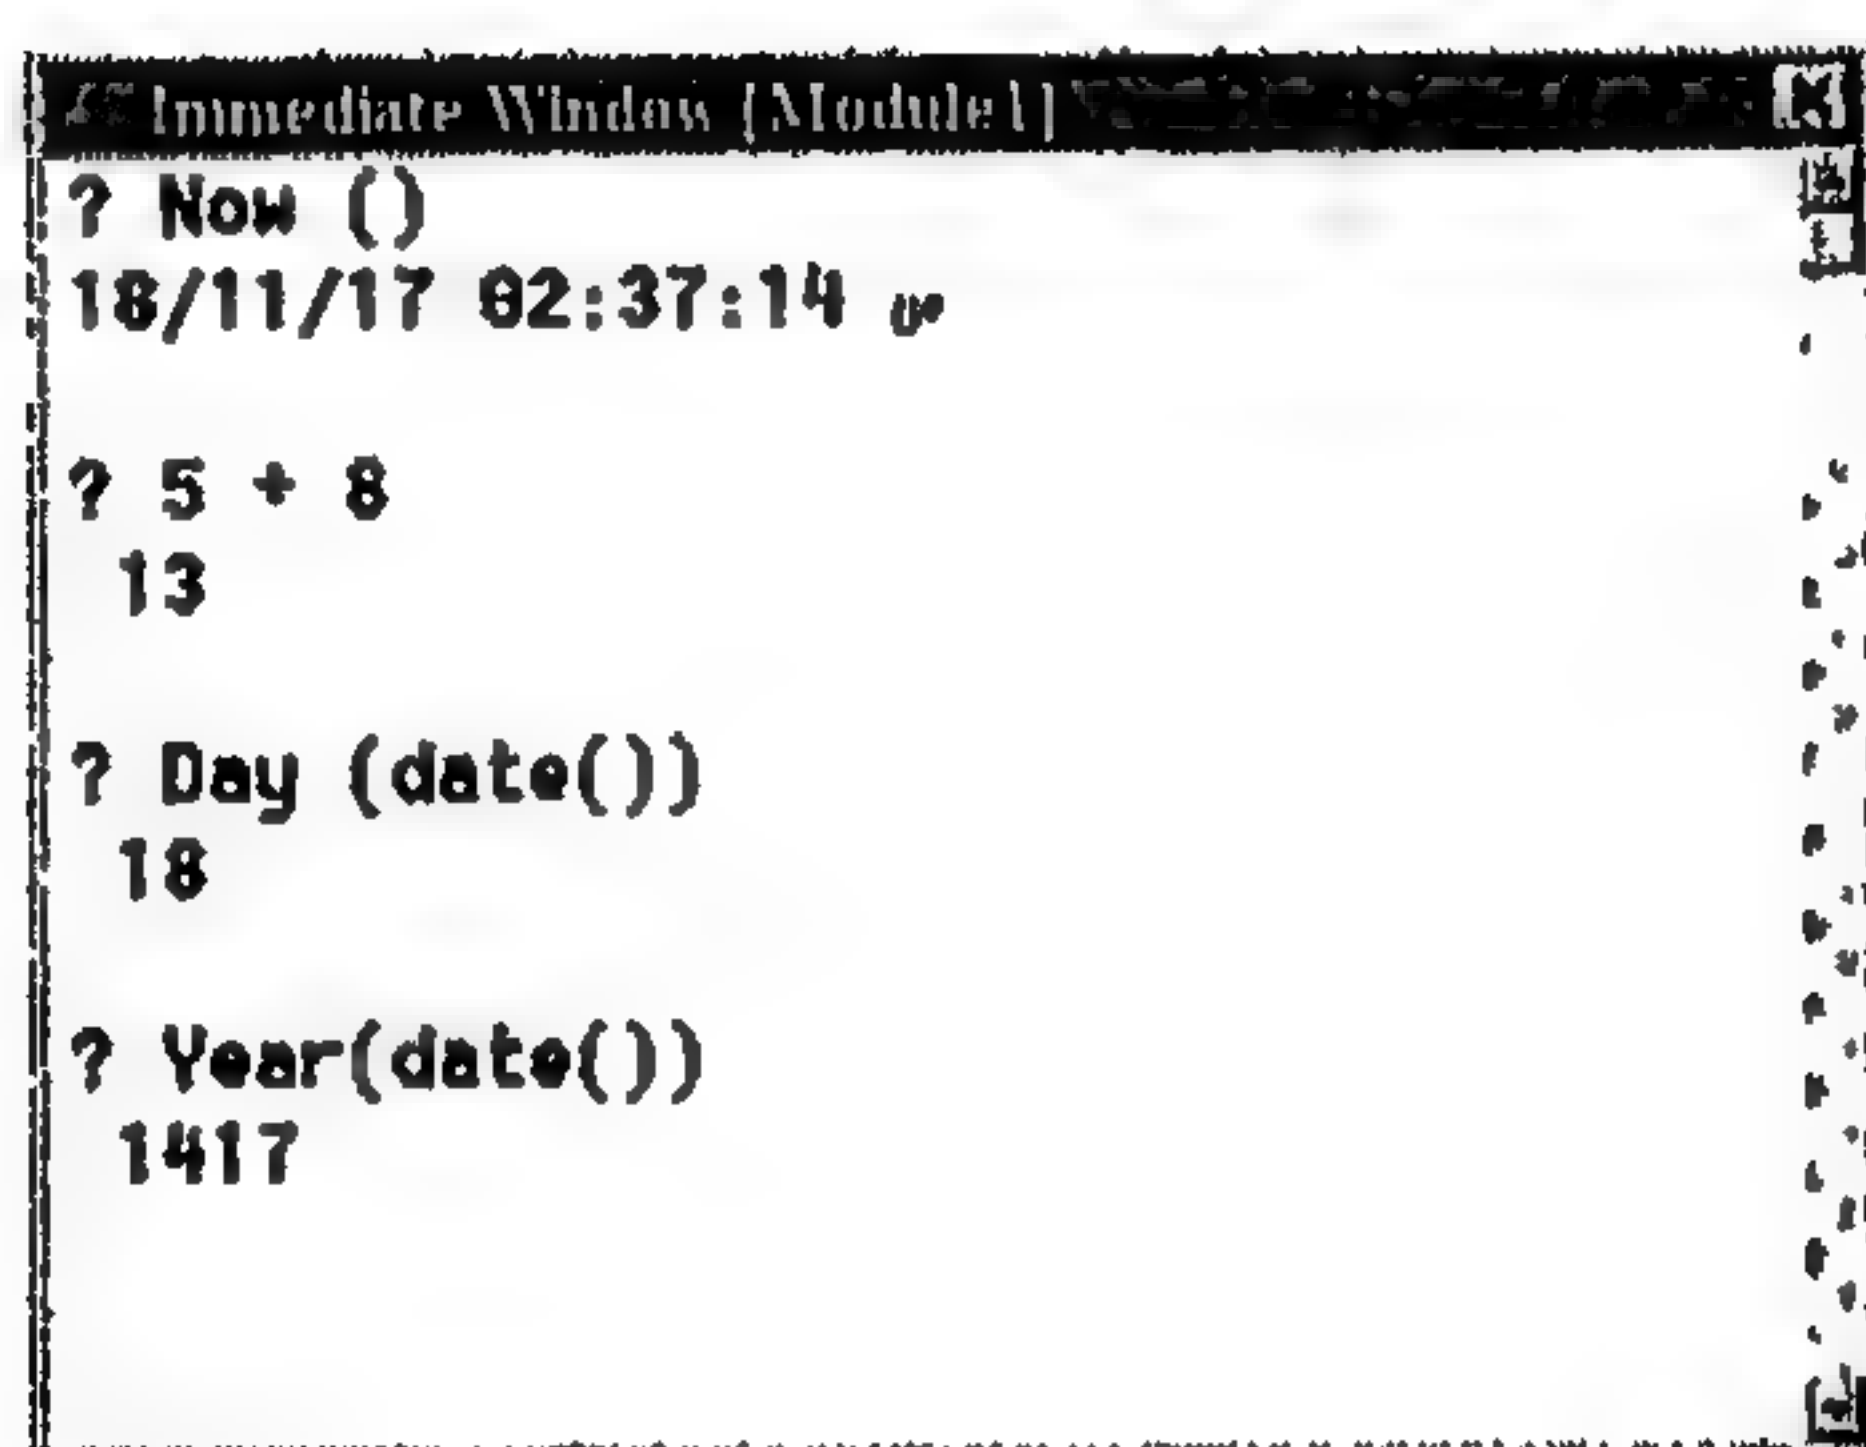 Immediate Window [Module1]
? Now ()
18/11/17 02:37:14 ص
? 5 + 8
13
? Day (date())
18
? Year(date())
1417